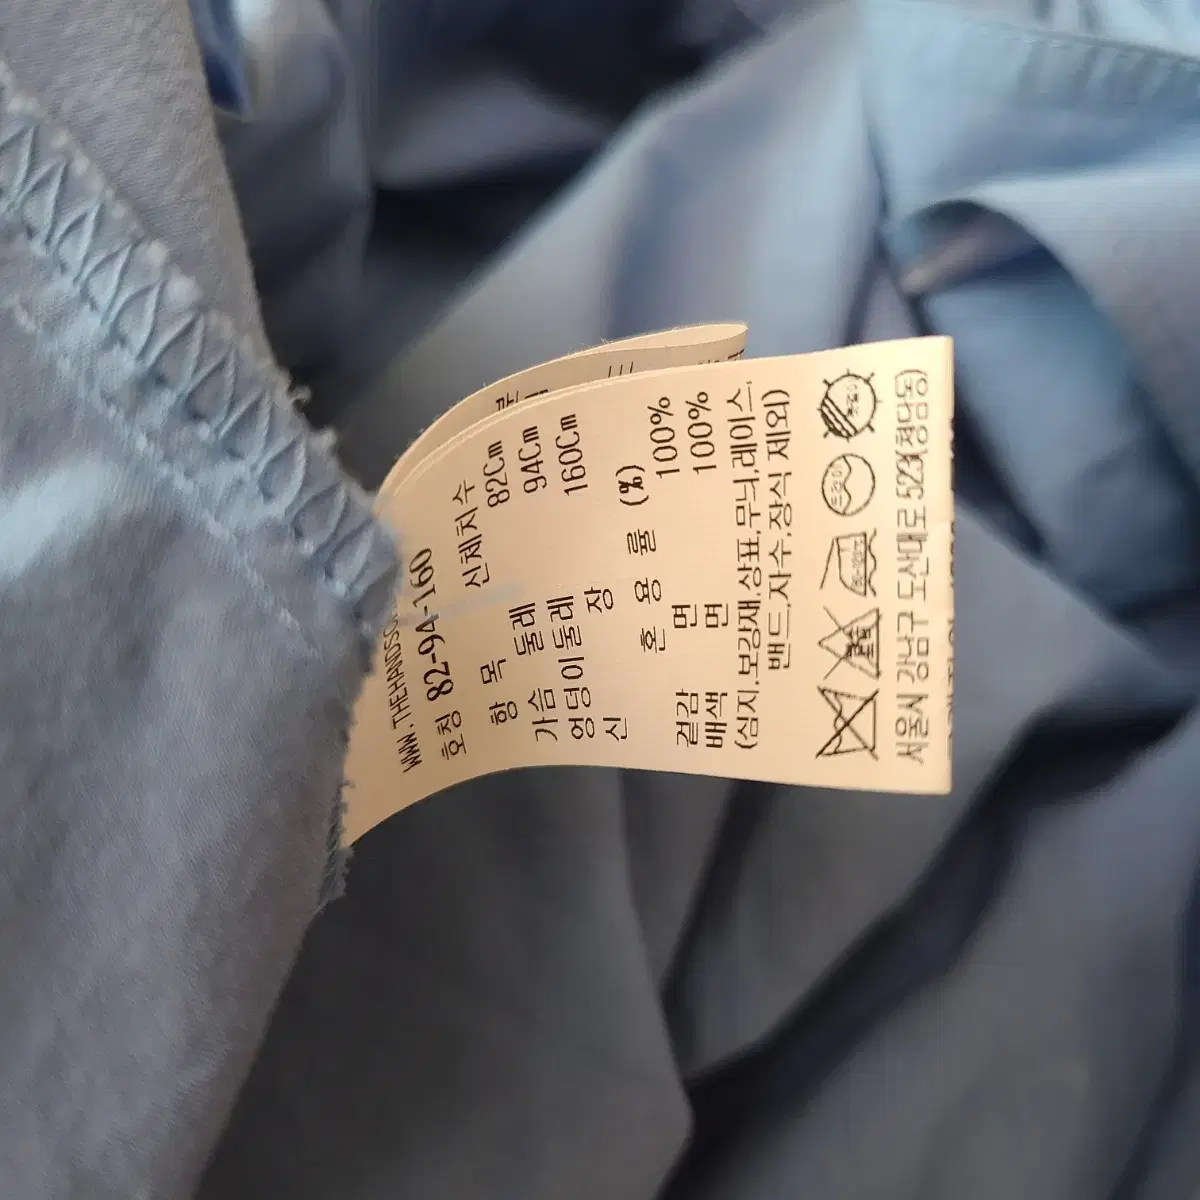 WWW.THEHANDSO
호칭 82-94-160
항 목 신체치수
가슴 둘레 82Cm
엉덩이둘레 94Cm
신 장 160Cm
혼 용 률 (%)
겉감 면 100%
배색 면 100%
(심지,보강재,상표,무늬,레이스,
밴드,자수,장식 제외)
드라이
서울시 강남구 도산대로 523(청담동)